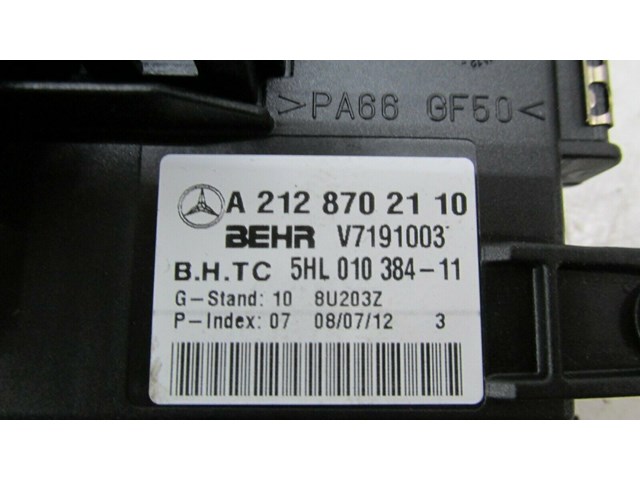 >PA66 GF50<
A 212 870 21 10
BEHR V7191003
B.H.TC 5HL 010 384-11
G-Stand: 10 8U203Z
P-Index: 07 08/07/12 3